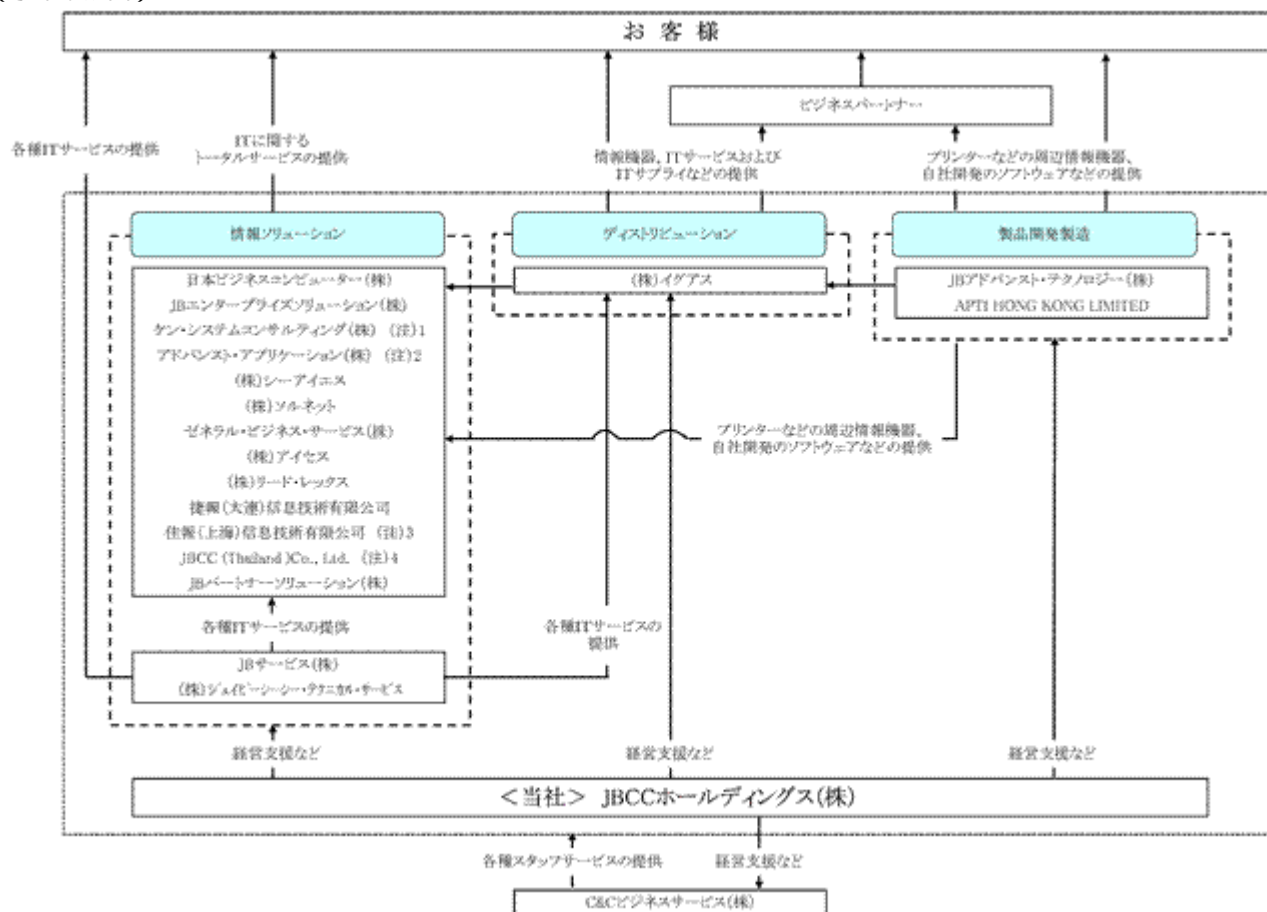 お 客 様
ビジネスパートナー
各種ITサービスの提供
ITに関する
トータルサービスの提供
情報機器、ITサービスおよび
ITサプライなどの提供
プリンターなどの周辺情報機器、
自社開発のソフトウェアなどの提供
情報ソリューション
ディストリビューション
製品開発製造
日本ビジネスコンピューター(株)
JBエンタープライズソリューション(株)
ケン・システムコンサルティング(株) (注)1
アドバンスト・アプリケーション(株) (注)2
(株)シーアイエス
(株)ソルネット
ゼネラル・ビジネス・サービス(株)
(株)アイセス
(株)リード・レックス
捷報(大連)信息技術有限公司
佳報(上海)信息技術有限公司 (注)3
JBCC (Thailand)Co., Ltd. (注)4
JBパートナーソリューション(株)
(株)イグアス
JBアドバンスト・テクノロジー(株)
APTI HONG KONG LIMITED
プリンターなどの周辺情報機器、
自社開発のソフトウェアなどの提供
各種ITサービスの提供
各種ITサービスの
提供
JBサービス(株)
(株)ジェイビーシーシー・テクニカル・サービス
経営支援など
経営支援など
経営支援など
＜当社＞ JBCCホールディングス(株)
各種スタッフサービスの提供
経営支援など
C&Cビジネスサービス(株)